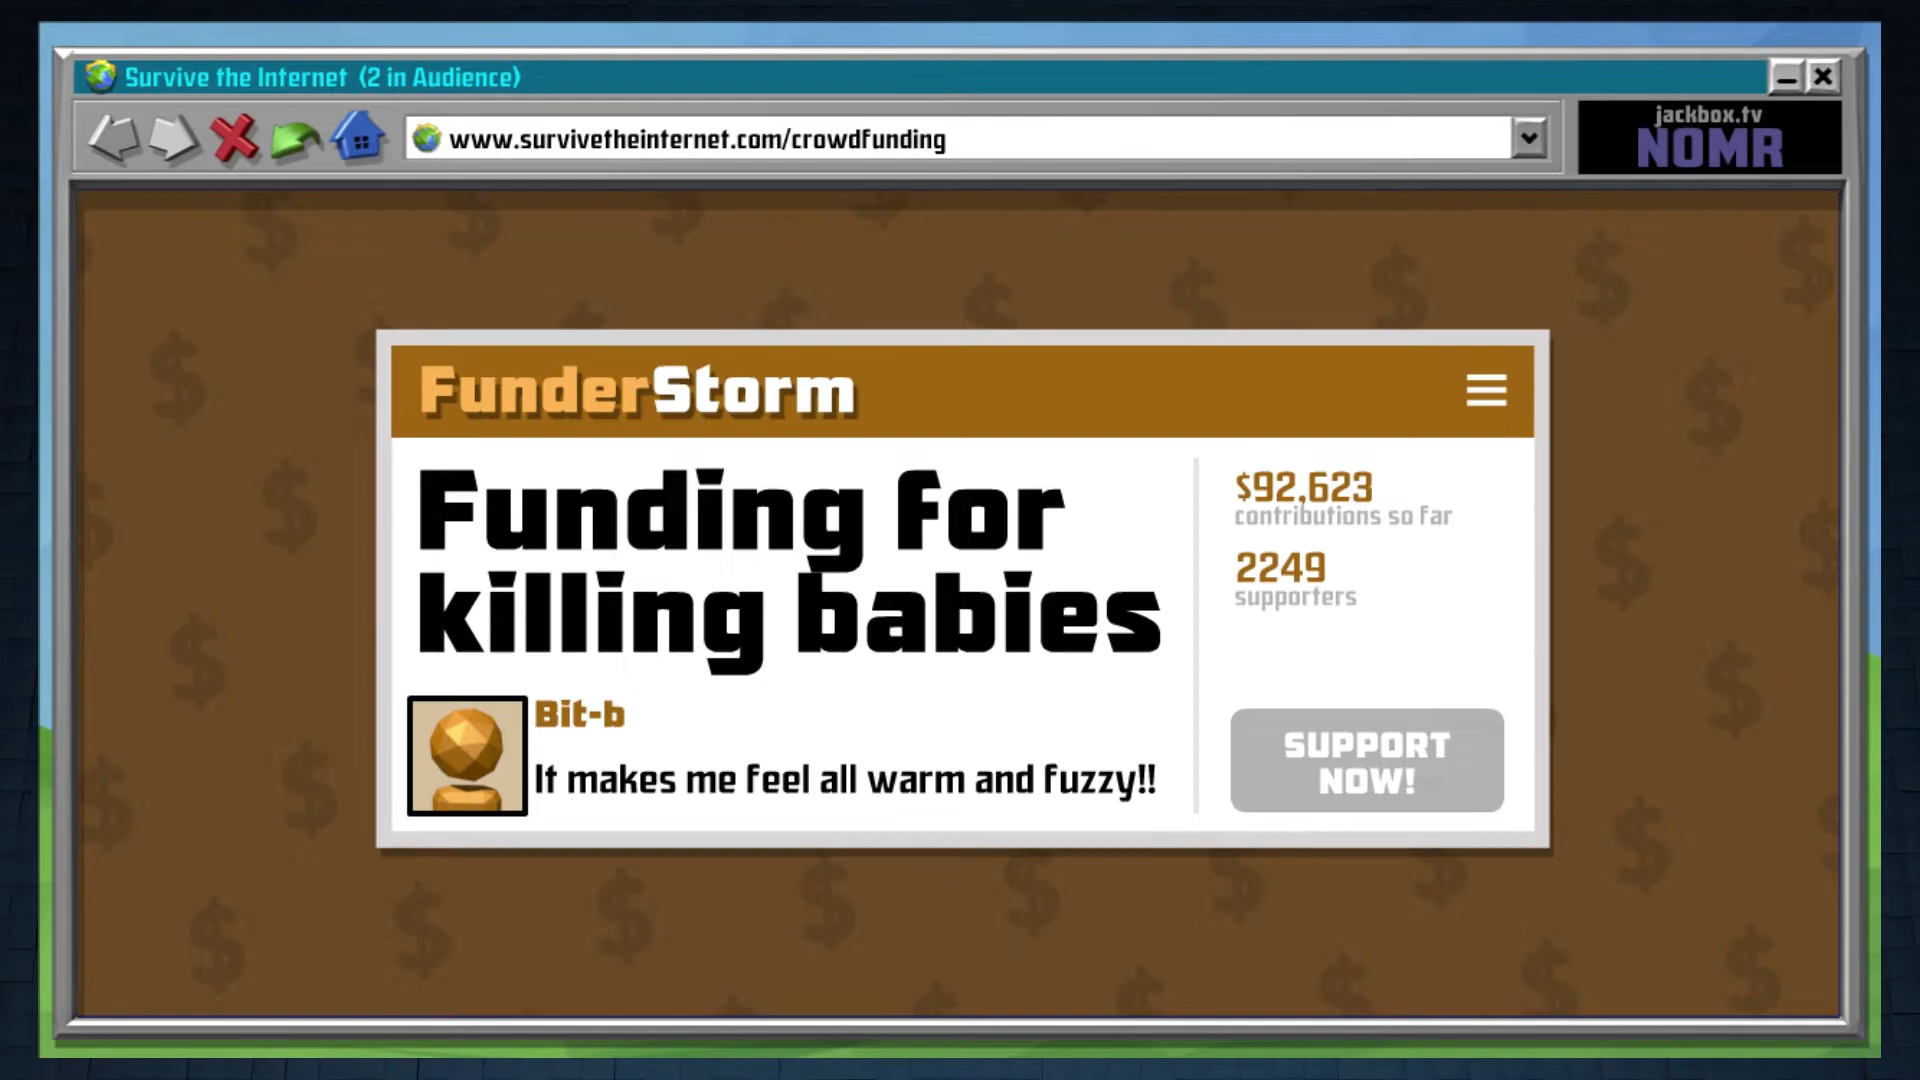 Survive the Internet (2 in Audience)
www.survivetheinternet.com/crowdfunding
jackbox.tv
NOMR
FunderStorm
Funding for
killing babies
$92,623
contributions so far
2249
supporters
Bit-b
It makes me feel all warm and fuzzy!!
SUPPORT
NOW!